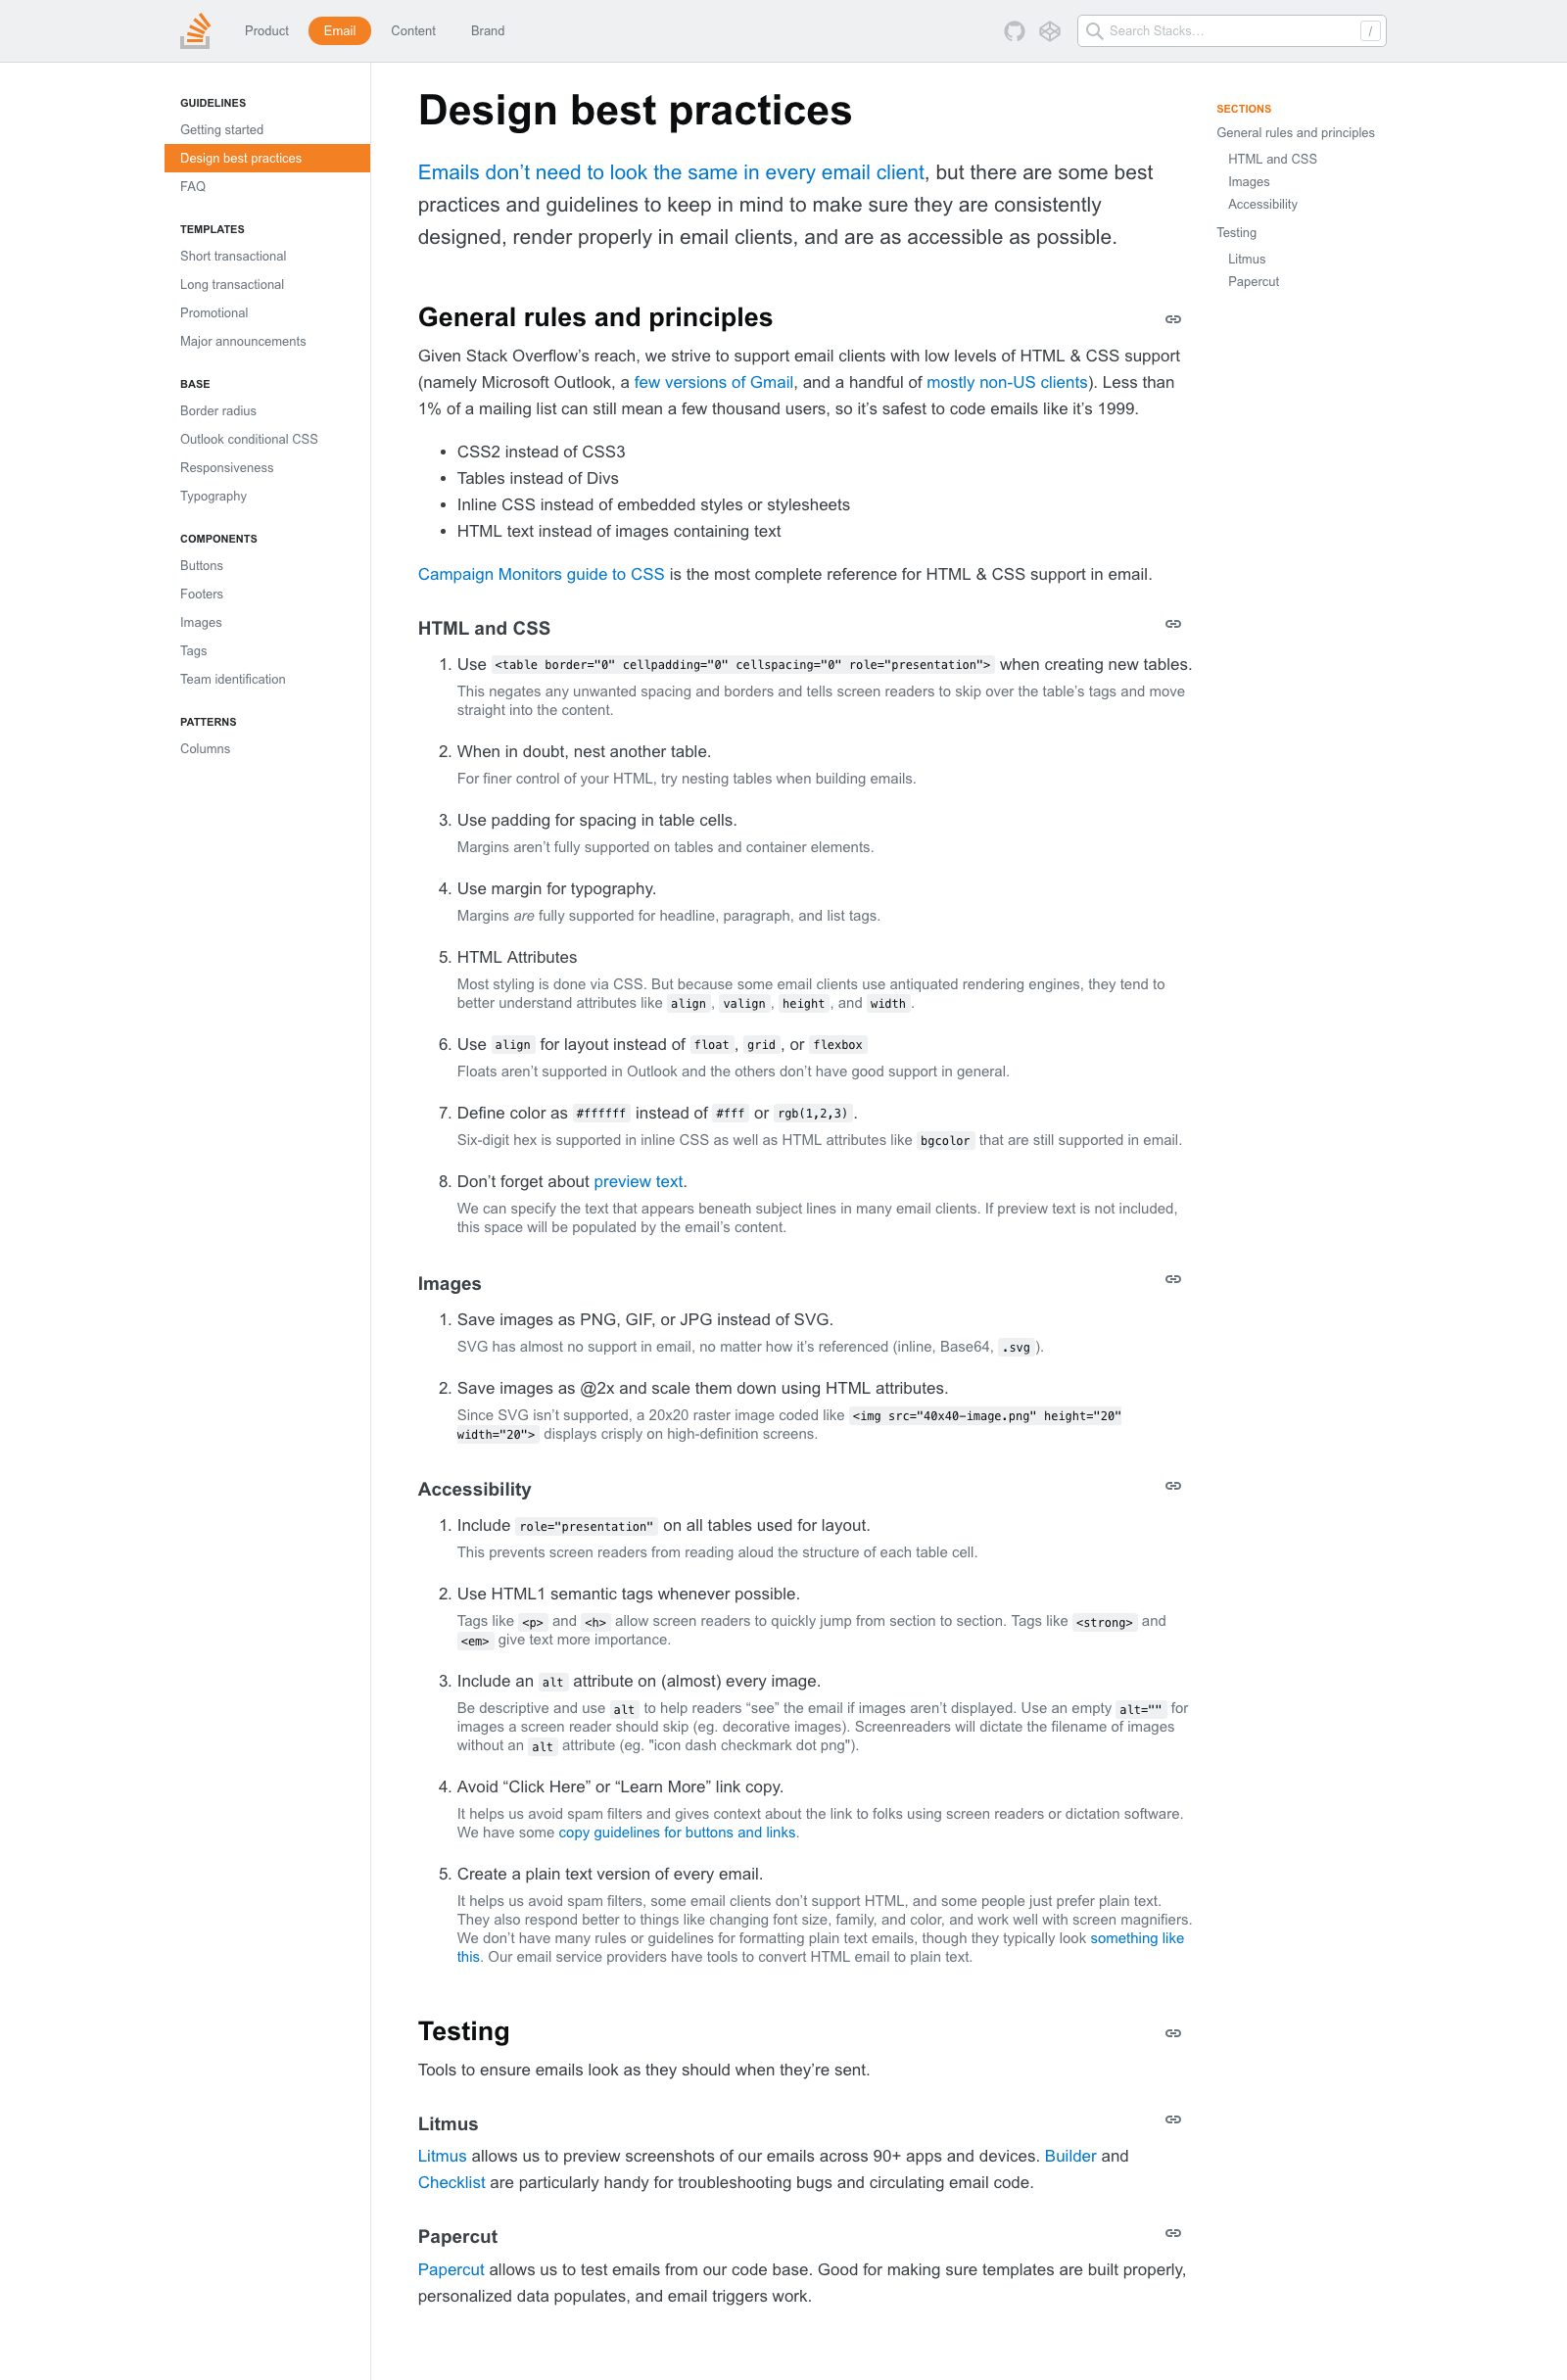 Product
Email
Content
Brand
Search Stacks…
/
GUIDELINES
Getting started
Design best practices
FAQ
TEMPLATES
Short transactional
Long transactional
Promotional
Major announcements
BASE
Border radius
Outlook conditional CSS
Responsiveness
Typography
COMPONENTS
Buttons
Footers
Images
Tags
Team identification
PATTERNS
Columns
Design best practices
Emails don’t need to look the same in every email client, but there are some best
practices and guidelines to keep in mind to make sure they are consistently
designed, render properly in email clients, and are as accessible as possible.
General rules and principles
Given Stack Overflow’s reach, we strive to support email clients with low levels of HTML & CSS support
(namely Microsoft Outlook, a few versions of Gmail, and a handful of mostly non-US clients). Less than
1% of a mailing list can still mean a few thousand users, so it’s safest to code emails like it’s 1999.
• CSS2 instead of CSS3
• Tables instead of Divs
• Inline CSS instead of embedded styles or stylesheets
• HTML text instead of images containing text
Campaign Monitors guide to CSS is the most complete reference for HTML & CSS support in email.
HTML and CSS
1. Use <table border="0" cellpadding="0" cellspacing="0" role="presentation"> when creating new tables.
This negates any unwanted spacing and borders and tells screen readers to skip over the table’s tags and move
straight into the content.
2. When in doubt, nest another table.
For finer control of your HTML, try nesting tables when building emails.
3. Use padding for spacing in table cells.
Margins aren’t fully supported on tables and container elements.
4. Use margin for typography.
Margins are fully supported for headline, paragraph, and list tags.
5. HTML Attributes
Most styling is done via CSS. But because some email clients use antiquated rendering engines, they tend to
better understand attributes like align, valign, height, and width.
6. Use align for layout instead of float, grid, or flexbox
Floats aren’t supported in Outlook and the others don’t have good support in general.
7. Define color as #ffffff instead of #fff or rgb(1,2,3).
Six-digit hex is supported in inline CSS as well as HTML attributes like bgcolor that are still supported in email.
8. Don’t forget about preview text.
We can specify the text that appears beneath subject lines in many email clients. If preview text is not included,
this space will be populated by the email’s content.
Images
1. Save images as PNG, GIF, or JPG instead of SVG.
SVG has almost no support in email, no matter how it’s referenced (inline, Base64, .svg).
2. Save images as @2x and scale them down using HTML attributes.
Since SVG isn’t supported, a 20x20 raster image coded like <img src="40x40-image.png" height="20"
width="20"> displays crisply on high-definition screens.
Accessibility
1. Include role="presentation" on all tables used for layout.
This prevents screen readers from reading aloud the structure of each table cell.
2. Use HTML1 semantic tags whenever possible.
Tags like <p> and <h> allow screen readers to quickly jump from section to section. Tags like <strong> and
<em> give text more importance.
3. Include an alt attribute on (almost) every image.
Be descriptive and use alt to help readers “see” the email if images aren’t displayed. Use an empty alt="" for
images a screen reader should skip (eg. decorative images). Screenreaders will dictate the filename of images
without an alt attribute (eg. "icon dash checkmark dot png").
4. Avoid “Click Here” or “Learn More” link copy.
It helps us avoid spam filters and gives context about the link to folks using screen readers or dictation software.
We have some copy guidelines for buttons and links.
5. Create a plain text version of every email.
It helps us avoid spam filters, some email clients don’t support HTML, and some people just prefer plain text.
They also respond better to things like changing font size, family, and color, and work well with screen magnifiers.
We don’t have many rules or guidelines for formatting plain text emails, though they typically look something like
this. Our email service providers have tools to convert HTML email to plain text.
Testing
Tools to ensure emails look as they should when they’re sent.
Litmus
Litmus allows us to preview screenshots of our emails across 90+ apps and devices. Builder and
Checklist are particularly handy for troubleshooting bugs and circulating email code.
Papercut
Papercut allows us to test emails from our code base. Good for making sure templates are built properly,
personalized data populates, and email triggers work.
SECTIONS
General rules and principles
HTML and CSS
Images
Accessibility
Testing
Litmus
Papercut